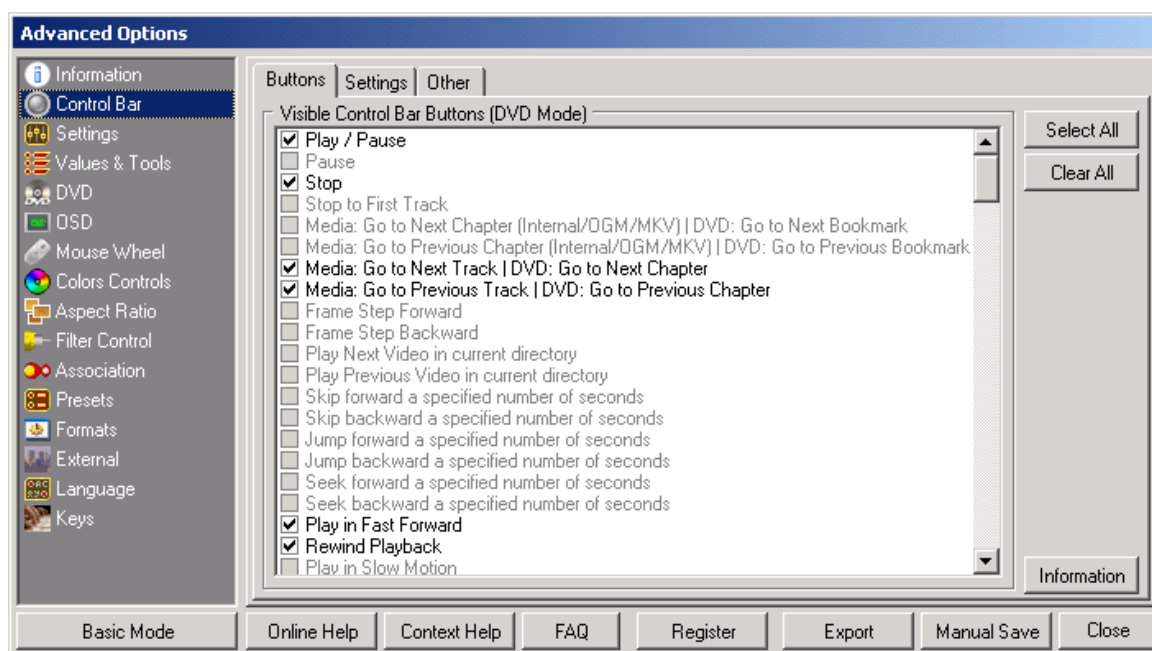 Advanced Options
Information
Control Bar
Settings
Values & Tools
DVD
OSD
Mouse Wheel
Colors Controls
Aspect Ratio
Filter Control
Association
Presets
Formats
External
Language
Keys
Buttons Settings Other
Visible Control Bar Buttons (DVD Mode)
Play / Pause
Pause
Stop
Stop to First Track
Media: Go to Next Chapter (Internal/OGM/MKV) | DVD: Go to Next Bookmark
Media: Go to Previous Chapter (Internal/OGM/MKV) | DVD: Go to Previous Bookmark
Media: Go to Next Track | DVD: Go to Next Chapter
Media: Go to Previous Track | DVD: Go to Previous Chapter
Frame Step Forward
Frame Step Backward
Play Next Video in current directory
Play Previous Video in current directory
Skip forward a specified number of seconds
Skip backward a specified number of seconds
Jump forward a specified number of seconds
Jump backward a specified number of seconds
Seek forward a specified number of seconds
Seek backward a specified number of seconds
Play in Fast Forward
Rewind Playback
Play in Slow Motion
Select All
Clear All
Information
Basic Mode Online Help Context Help FAQ Register Export Manual Save Close